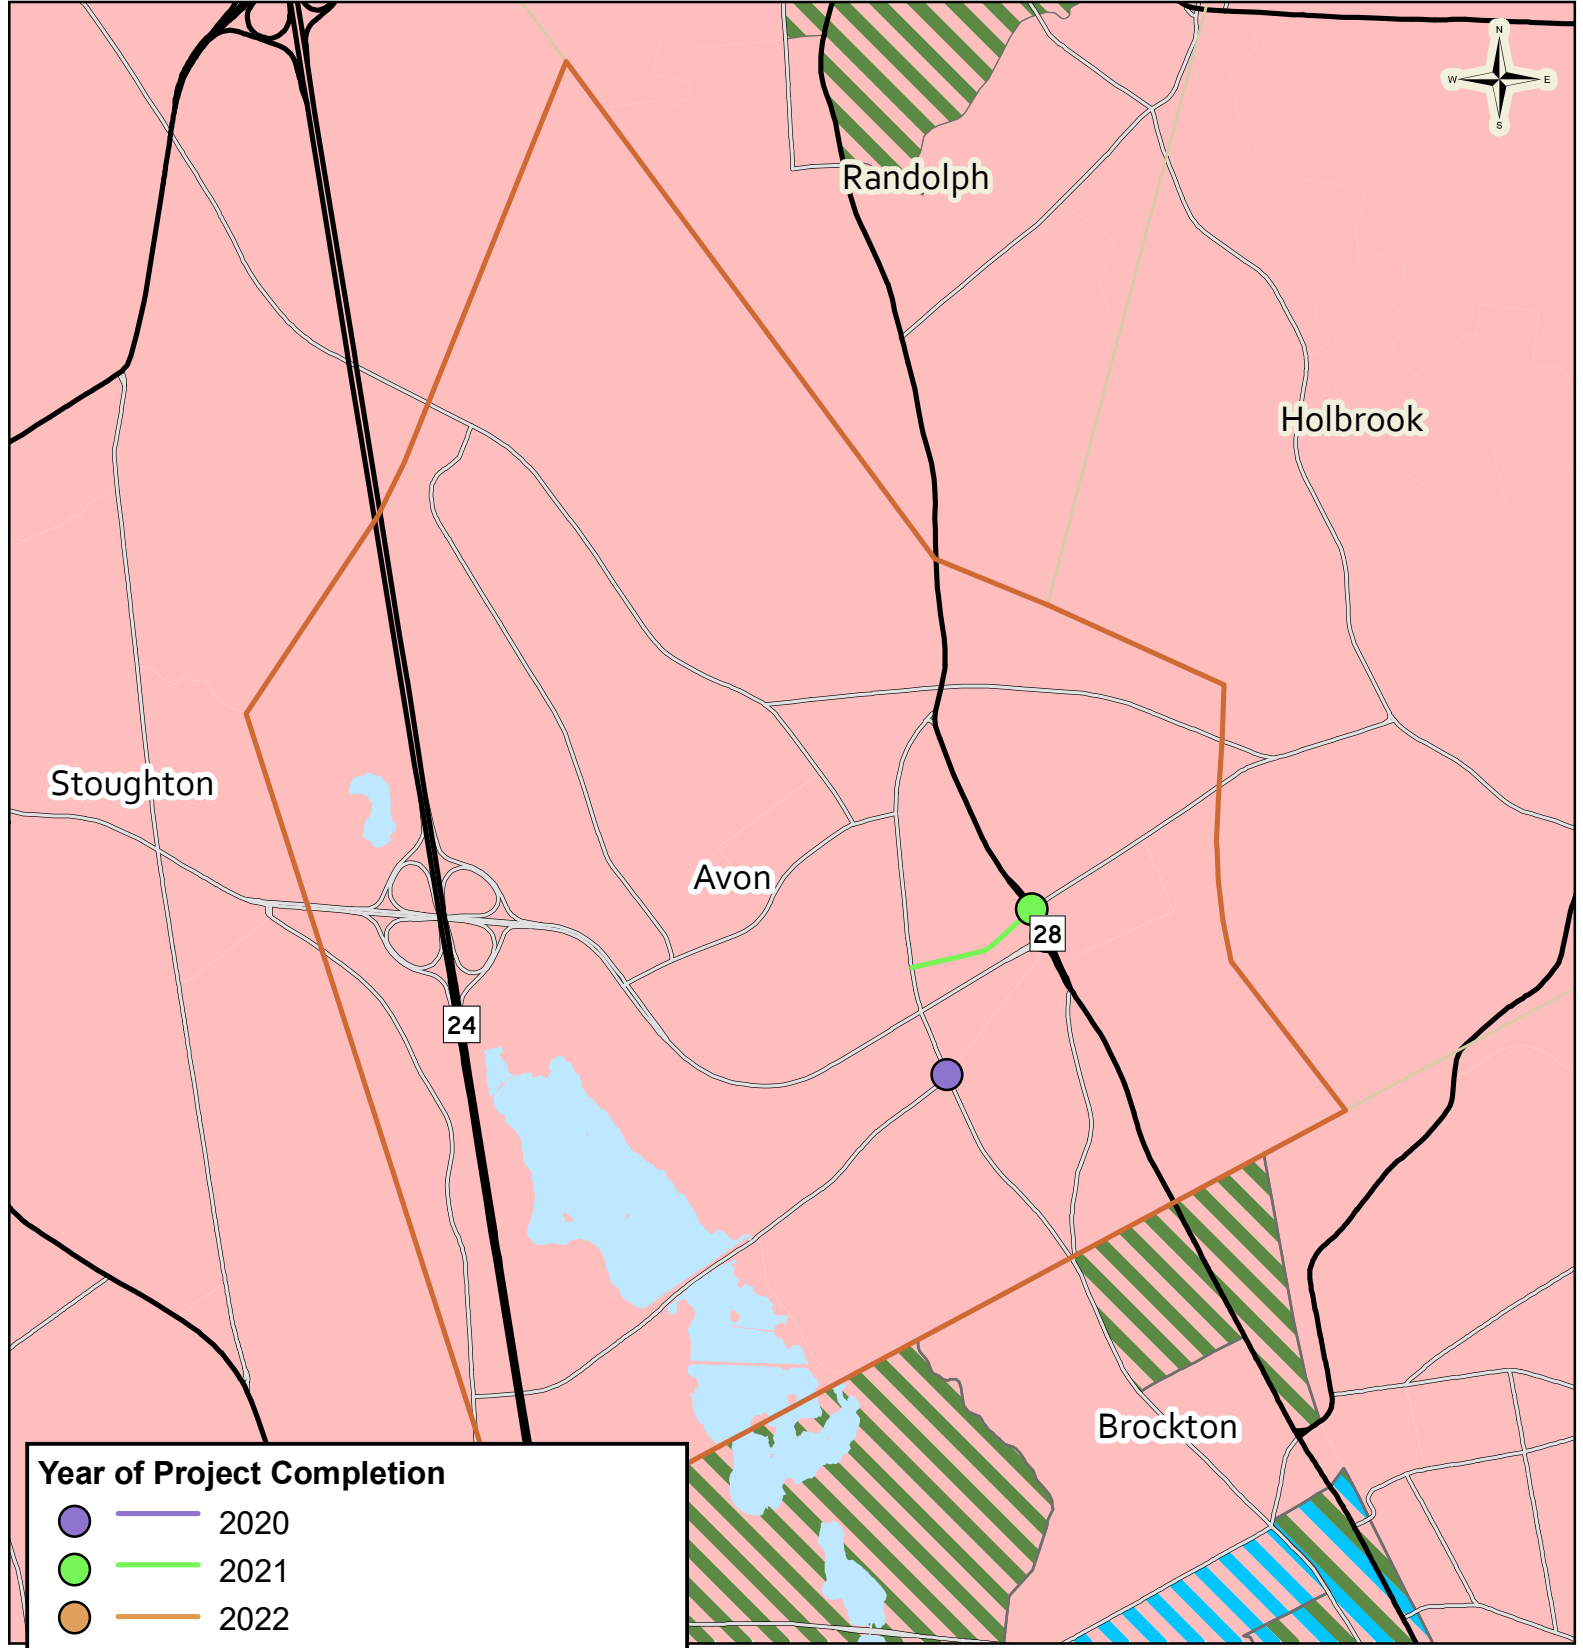 N
W E
S
Randolph
Holbrook
Stoughton
Avon
28
24
Brockton
Year of Project Completion
2020
2021
2022